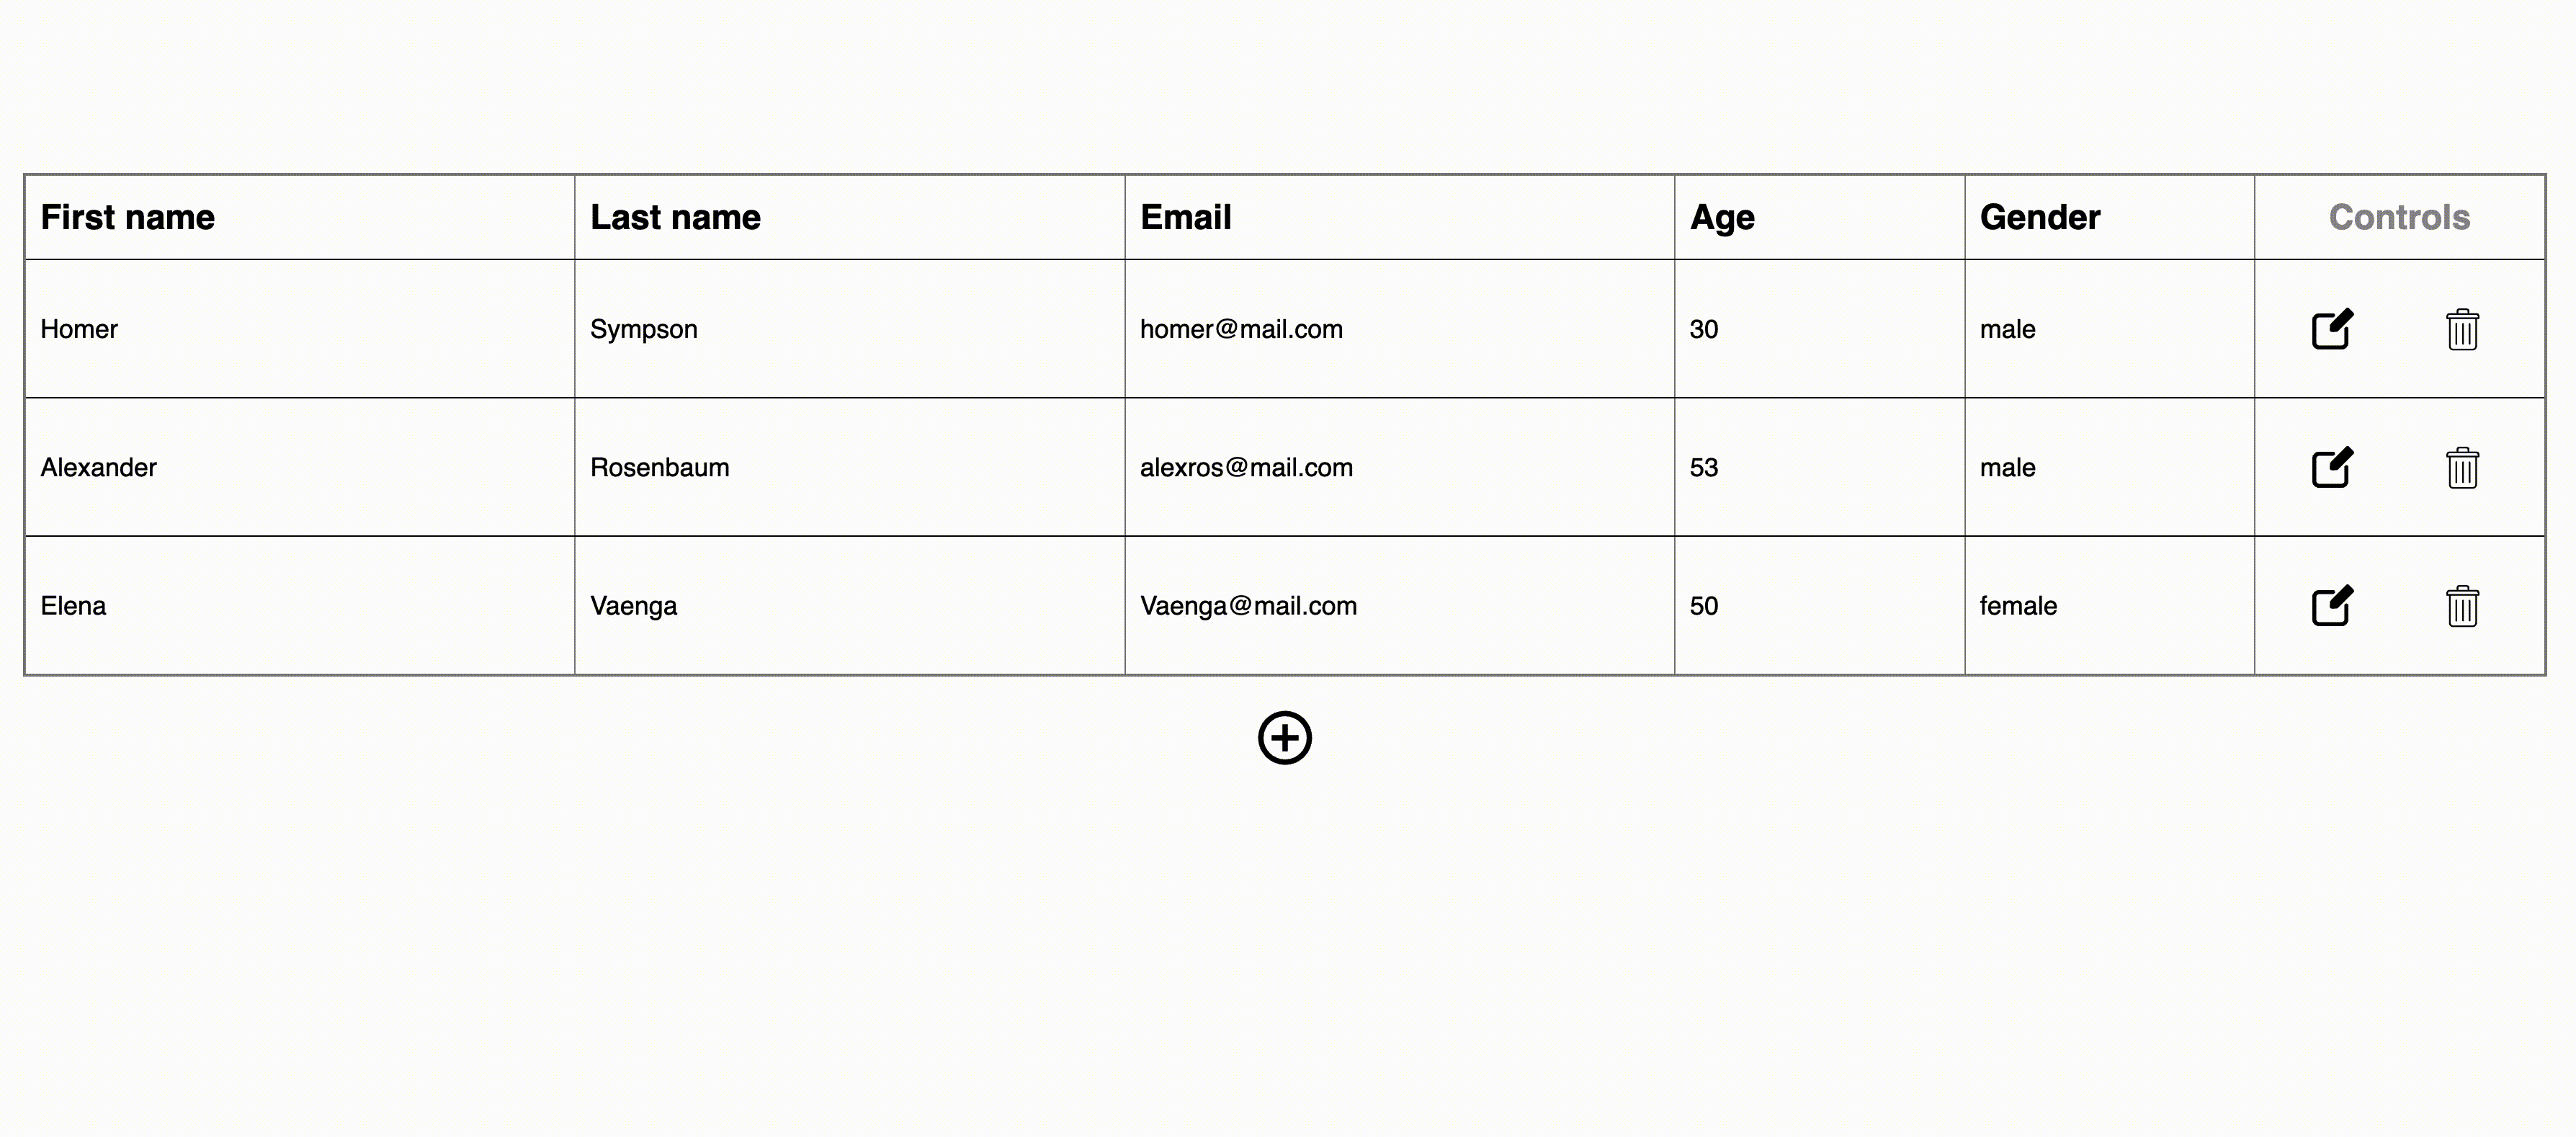 First name Last name Email Age Gender Controls
Homer Sympson homer@mail.com 30 male
Alexander Rosenbaum alexros@mail.com 53 male
Elena Vaenga Vaenga@mail.com 50 female